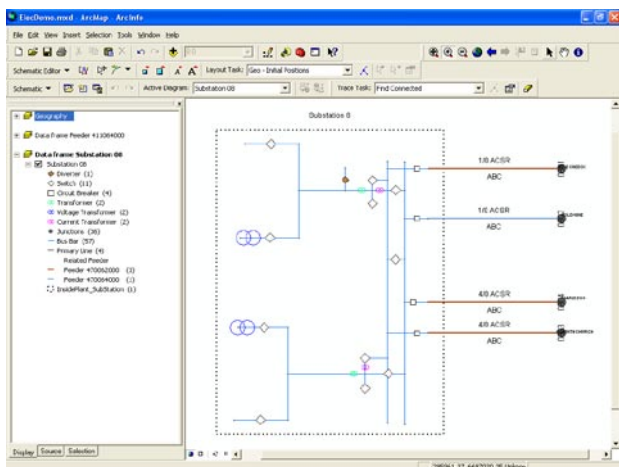 ElecDemo.mxd - ArcMap - ArcInfo
File Edit View Insert Selection Tools Window Help
Schematic Editor Layout Task: Geo - Initial Positions
Schematic Active Diagram: Substation 08 Trace Task: Find Connected
Geography
Data frame Feeder 411064000
Data frame Substation 08
Substation 08
Diverter (1)
Switch (11)
Circuit Breaker (4)
Transformer (2)
Voltage Transformer (2)
Current Transformer (2)
Junctions (36)
Bus Bar (57)
Primary Line (4)
Related Feeder
Feeder 470062000 (3)
Feeder 470064000 (1)
InsidePlant_SubStation (1)
Display Source Selection
Substation 8
1/0 ACSR
ABC
1/0 ACSR
ABC
4/0 ACSR
ABC
4/0 ACSR
ABC